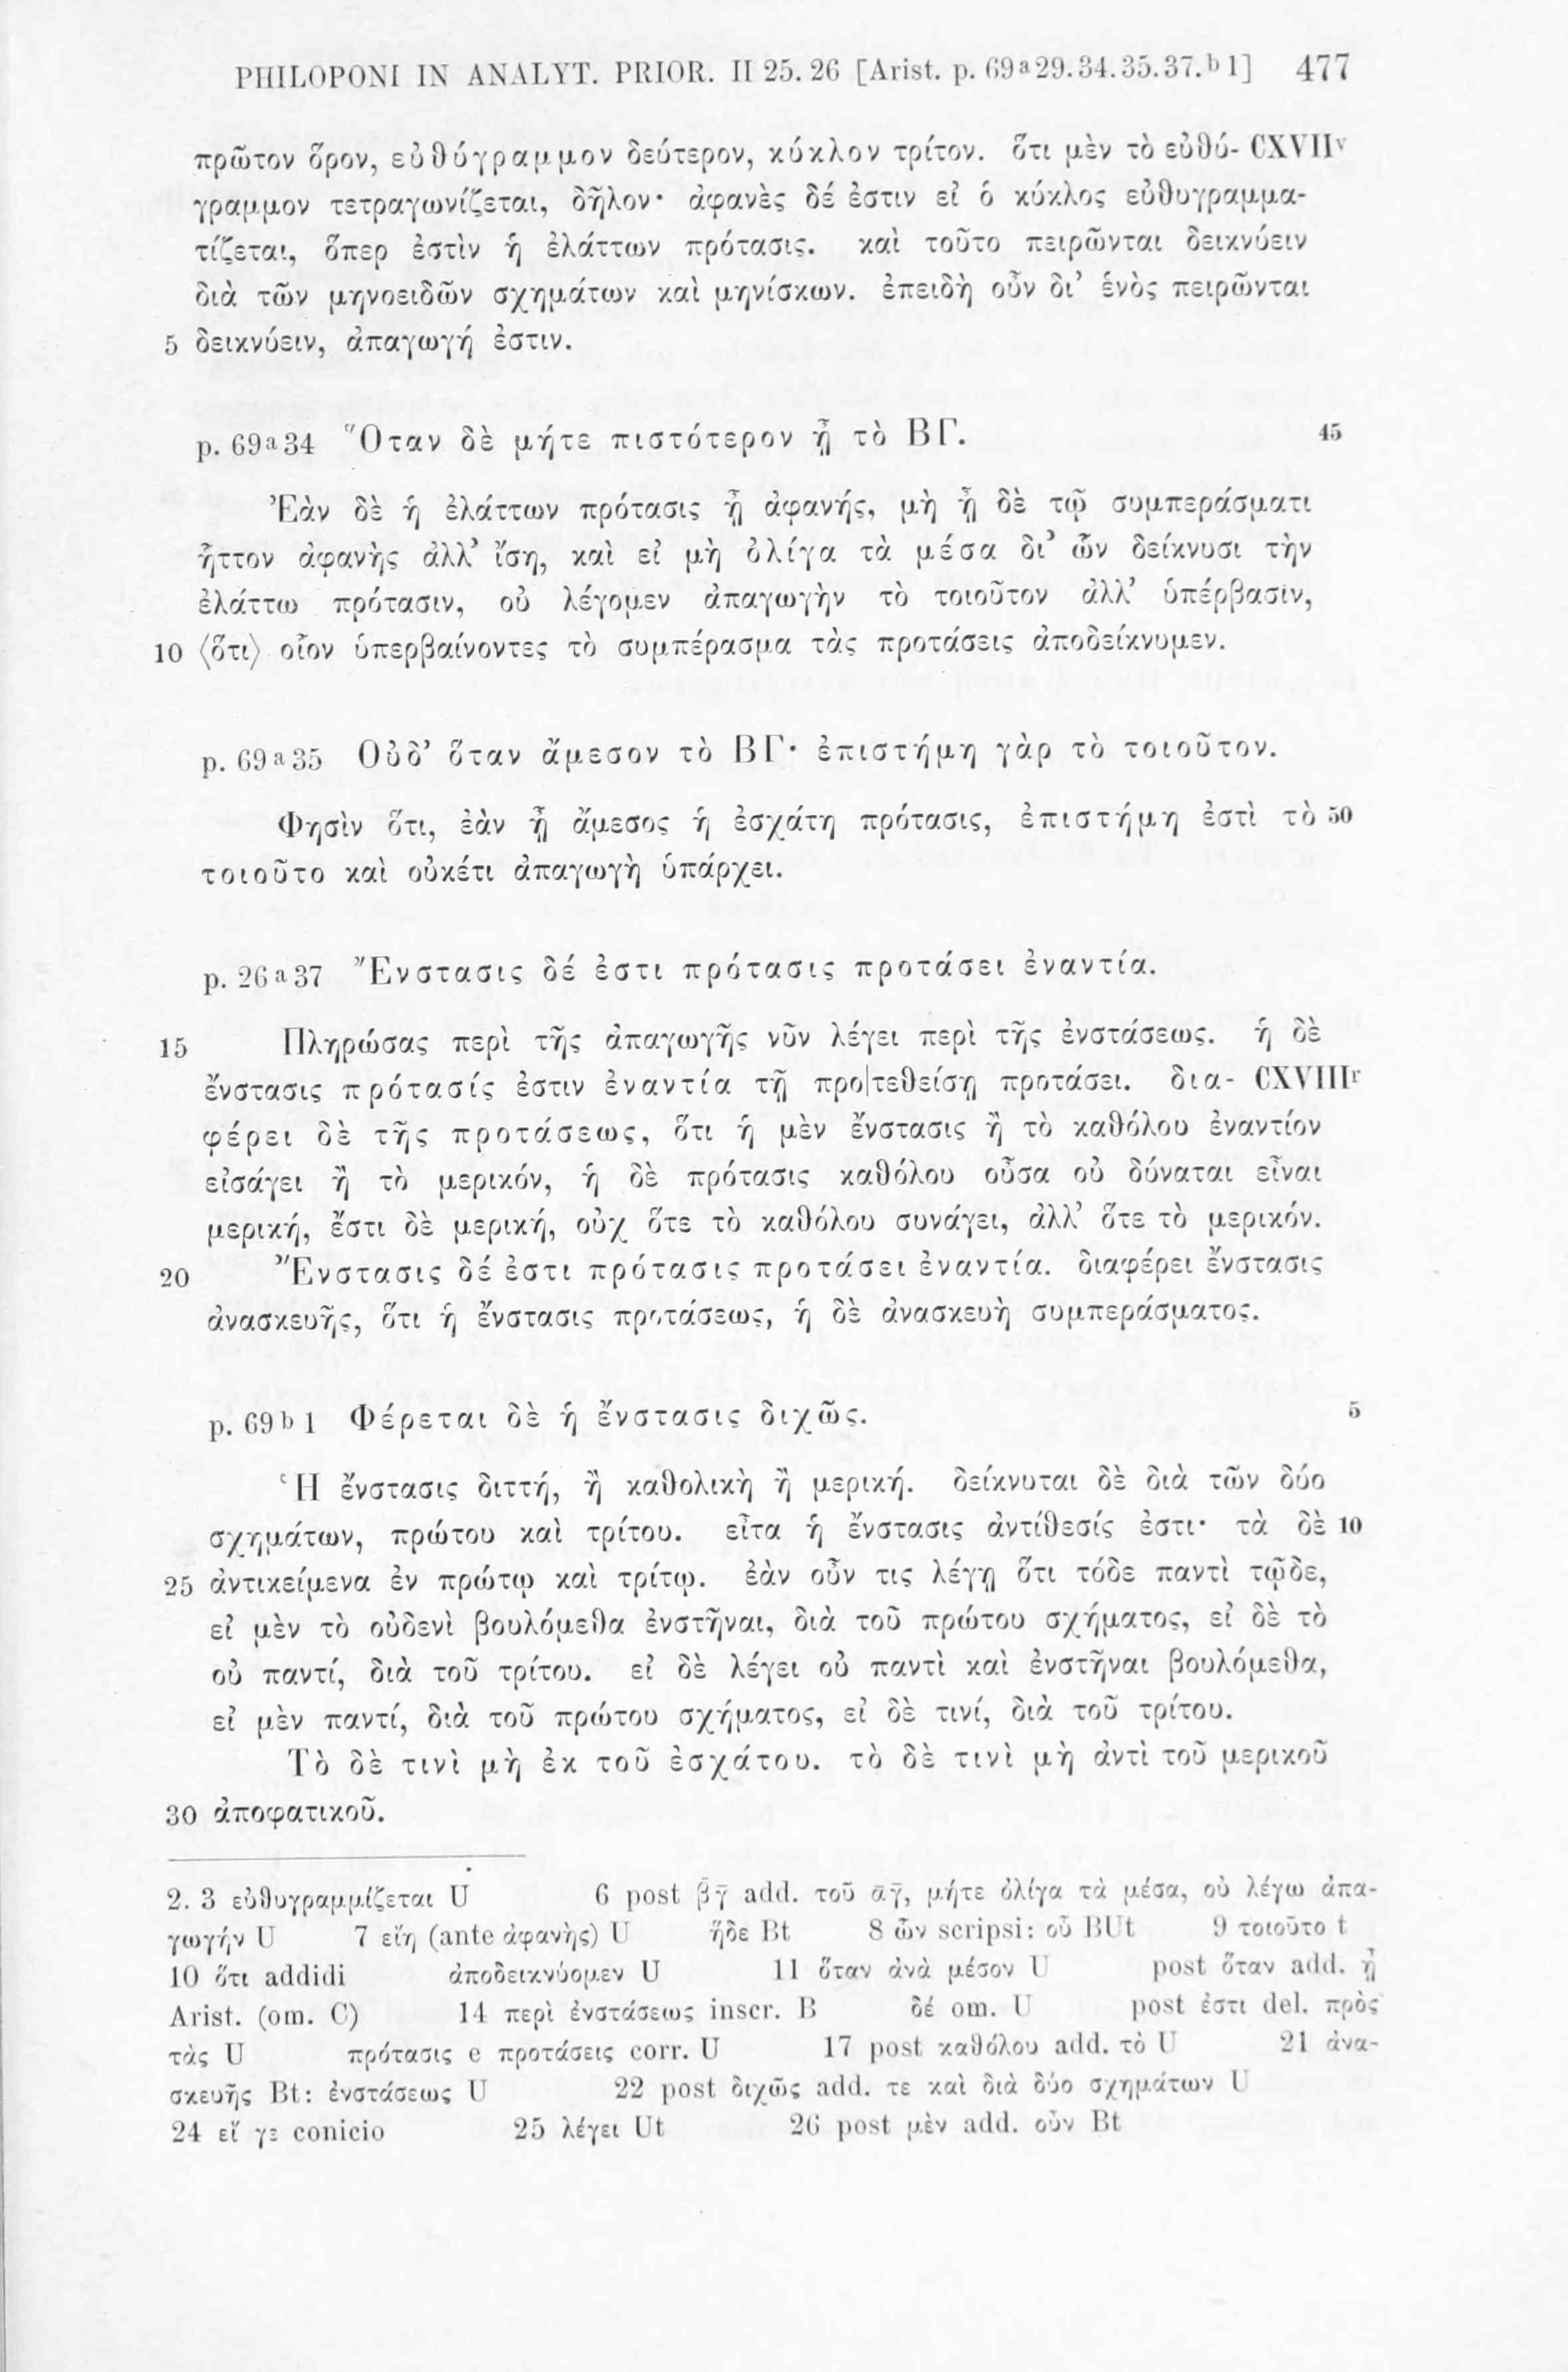 PHILOPONI IN ANALYT. PRIOR. II 25. 26 [Arist. p. 69a29.34.35.37.b1] 477
πρῶτον ὅρον, εὐθύγραμμον δεύτερον, κύκλον τρίτον. ὅτι μὲν τὸ εὐθύ- CXVIIv
γραμμον τετραγωνίζεται, δῆλον· ἀφανὲς δέ ἐστιν εἰ ὁ κύκλος εὐθυγραμμα-
τίζεται, ὅπερ ἐστὶν ἡ ἐλάττων πρότασις. καὶ τοῦτο πειρῶνται δεικνύειν
διὰ τῶν μηνοειδῶν σχημάτων καὶ μηνίσκων. ἐπειδὴ οὖν δι’ ἑνὸς πειρῶνται
5 δεικνύειν, ἀπαγωγή ἐστιν.
p. 69a34 Ὅταν δὲ μήτε πιστότερον ᾖ τὸ ΒΓ. 45
Ἐὰν δὲ ἡ ἐλάττων πρότασις ᾖ ἀφανής, μὴ ᾖ δὲ τῷ συμπεράσματι
ἧττον ἀφανὴς ἀλλ’ ἴση, καὶ εἰ μὴ ὀλίγα τὰ μέσα δι’ ὧν δείκνυσι τὴν
ἐλάττω πρότασιν, οὐ λέγομεν ἀπαγωγὴν τὸ τοιοῦτον ἀλλ’ ὑπέρβασιν,
10 ⟨ὅτι⟩ οἷον ὑπερβαίνοντες τὸ συμπέρασμα τὰς προτάσεις ἀποδείκνυμεν.
p. 69a35 Οὐδ’ ὅταν ἄμεσον τὸ ΒΓ· ἐπιστήμη γὰρ τὸ τοιοῦτον.
Φησὶν ὅτι, ἐὰν ᾖ ἄμεσος ἡ ἐσχάτη πρότασις, ἐπιστήμη ἐστὶ τὸ 50
τοιοῦτο καὶ οὐκέτι ἀπαγωγὴ ὑπάρχει.
p. 26a37 Ἔνστασις δέ ἐστι πρότασις προτάσει ἐναντία.
15 Πληρώσας περὶ τῆς ἀπαγωγῆς νῦν λέγει περὶ τῆς ἐνστάσεως. ἡ δὲ
ἔνστασις πρότασίς ἐστιν ἐναντία τῇ προ|τεθείσῃ προτάσει. δια- CXVIIIr
φέρει δὲ τῆς προτάσεως, ὅτι ἡ μὲν ἔνστασις ἢ τὸ καθόλου ἐναντίον
εἰσάγει ἢ τὸ μερικόν, ἡ δὲ πρότασις καθόλου οὖσα οὐ δύναται εἶναι
μερική, ἔστι δὲ μερική, οὐχ ὅτε τὸ καθόλου συνάγει, ἀλλ’ ὅτε τὸ μερικόν.
20 Ἔνστασις δέ ἐστι πρότασις προτάσει ἐναντία. διαφέρει ἔνστασις
ἀνασκευῆς, ὅτι ἡ ἔνστασις προτάσεως, ἡ δὲ ἀνασκευὴ συμπεράσματος.
p. 69b1 Φέρεται δὲ ἡ ἔνστασις διχῶς. 5
Ἡ ἔνστασις διττή, ἢ καθολικὴ ἢ μερική. δείκνυται δὲ διὰ τῶν δύο
σχημάτων, πρώτου καὶ τρίτου. εἶτα ἡ ἔνστασις ἀντίθεσίς ἐστι· τὰ δὲ 10
25 ἀντικείμενα ἐν πρώτῳ καὶ τρίτῳ. ἐὰν οὖν τις λέγῃ ὅτι τόδε παντὶ τῷδε,
εἰ μὲν τὸ οὐδενὶ βουλόμεθα ἐνστῆναι, διὰ τοῦ πρώτου σχήματος, εἰ δὲ τὸ
οὐ παντί, διὰ τοῦ τρίτου. εἰ δὲ λέγει οὐ παντὶ καὶ ἐνστῆναι βουλόμεθα,
εἰ μὲν παντί, διὰ τοῦ πρώτου σχήματος, εἰ δὲ τινί, διὰ τοῦ τρίτου.
Τὸ δὲ τινὶ μὴ ἐκ τοῦ ἐσχάτου. τὸ δὲ τινὶ μὴ ἀντὶ τοῦ μερικοῦ
30 ἀποφατικοῦ.
2. 3 εὐθυγραμμίζεται U 6 post β̄γ̄ add. τοῦ ᾱγ̄, μήτε ὀλίγα τὰ μέσα, οὐ λέγω ἀπα-
γωγήν U 7 εἴη (ante ἀφανὴς) U ἥδε Bt 8 ὧν scripsi: οὗ BUt 9 τοιοῦτο t
10 ὅτι addidi ἀποδεικνύομεν U 11 ὅταν ἀνὰ μέσον U post ὅταν add. ᾖ
Arist. (om. C) 14 περὶ ἐνστάσεως inscr. B δέ om. U post ἐστι del. πρὸς
τὰς U πρότασις e προτάσεις corr. U 17 post καθόλου add. τὸ U 21 ἀνα-
σκευῆς Bt: ἐνστάσεως U 22 post διχῶς add. τε καὶ διὰ δύο σχημάτων U
24 εἴ γε conicio 25 λέγει Ut 26 post μὲν add. οὖν Bt